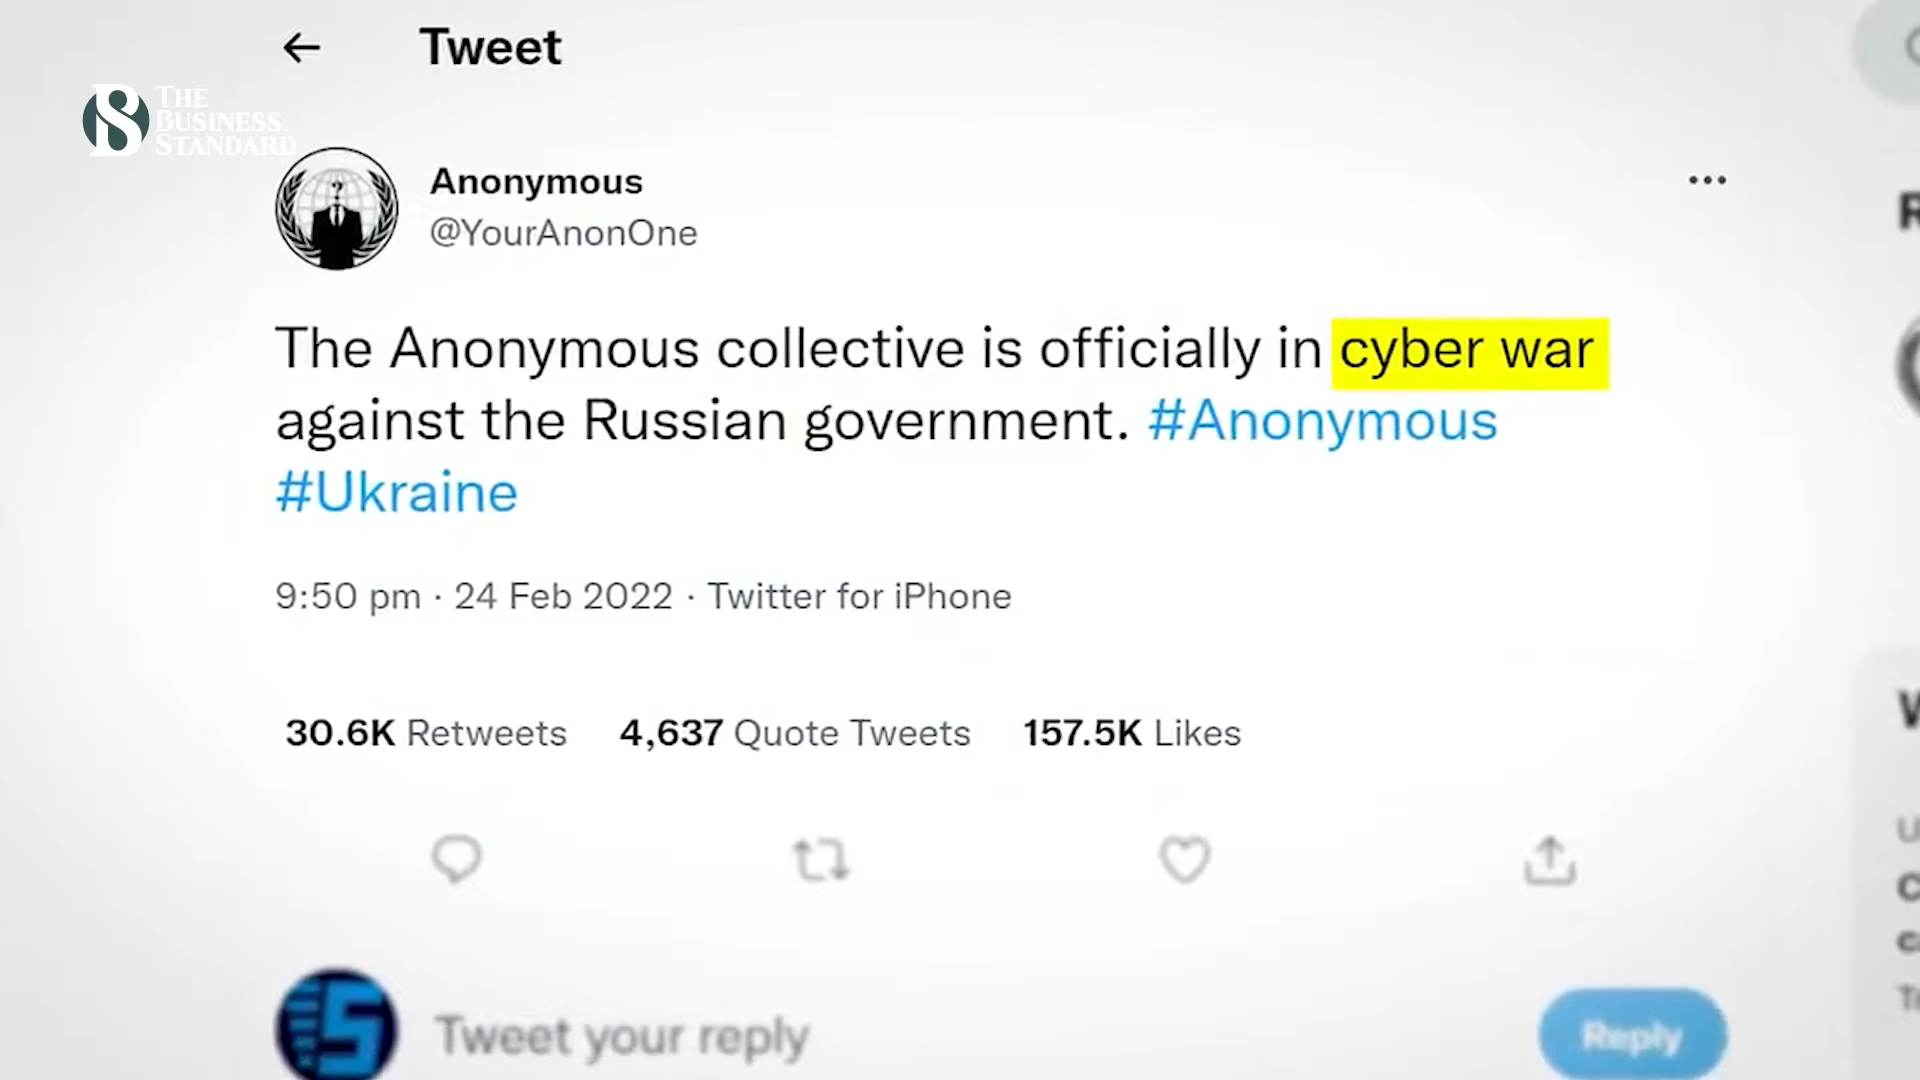 Tweet
THE
BUSINESS
STANDARD
Anonymous
@YourAnonOne
The Anonymous collective is officially in cyber war
against the Russian government. #Anonymous
#Ukraine
9:50 pm · 24 Feb 2022 · Twitter for iPhone
30.6K Retweets 4,637 Quote Tweets 157.5K Likes
Tweet your reply
Reply